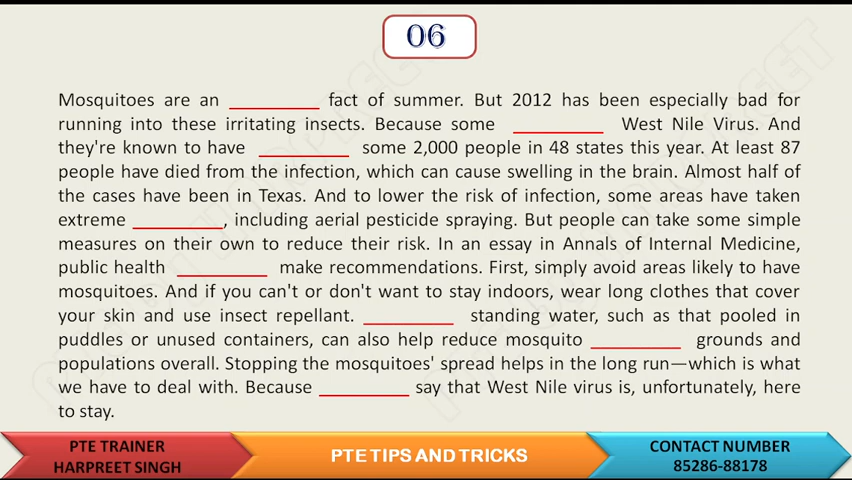 06
Mosquitoes are an __________ fact of summer. But 2012 has been especially bad for
running into these irritating insects. Because some __________ West Nile Virus. And
they're known to have __________ some 2,000 people in 48 states this year. At least 87
people have died from the infection, which can cause swelling in the brain. Almost half of
the cases have been in Texas. And to lower the risk of infection, some areas have taken
extreme __________, including aerial pesticide spraying. But people can take some simple
measures on their own to reduce their risk. In an essay in Annals of Internal Medicine,
public health __________ make recommendations. First, simply avoid areas likely to have
mosquitoes. And if you can't or don't want to stay indoors, wear long clothes that cover
your skin and use insect repellant. __________ standing water, such as that pooled in
puddles or unused containers, can also help reduce mosquito __________ grounds and
populations overall. Stopping the mosquitoes' spread helps in the long run—which is what
we have to deal with. Because __________ say that West Nile virus is, unfortunately, here
to stay.
PTE TRAINER
HARPREET SINGH
PTE TIPS AND TRICKS
CONTACT NUMBER
85286-88178